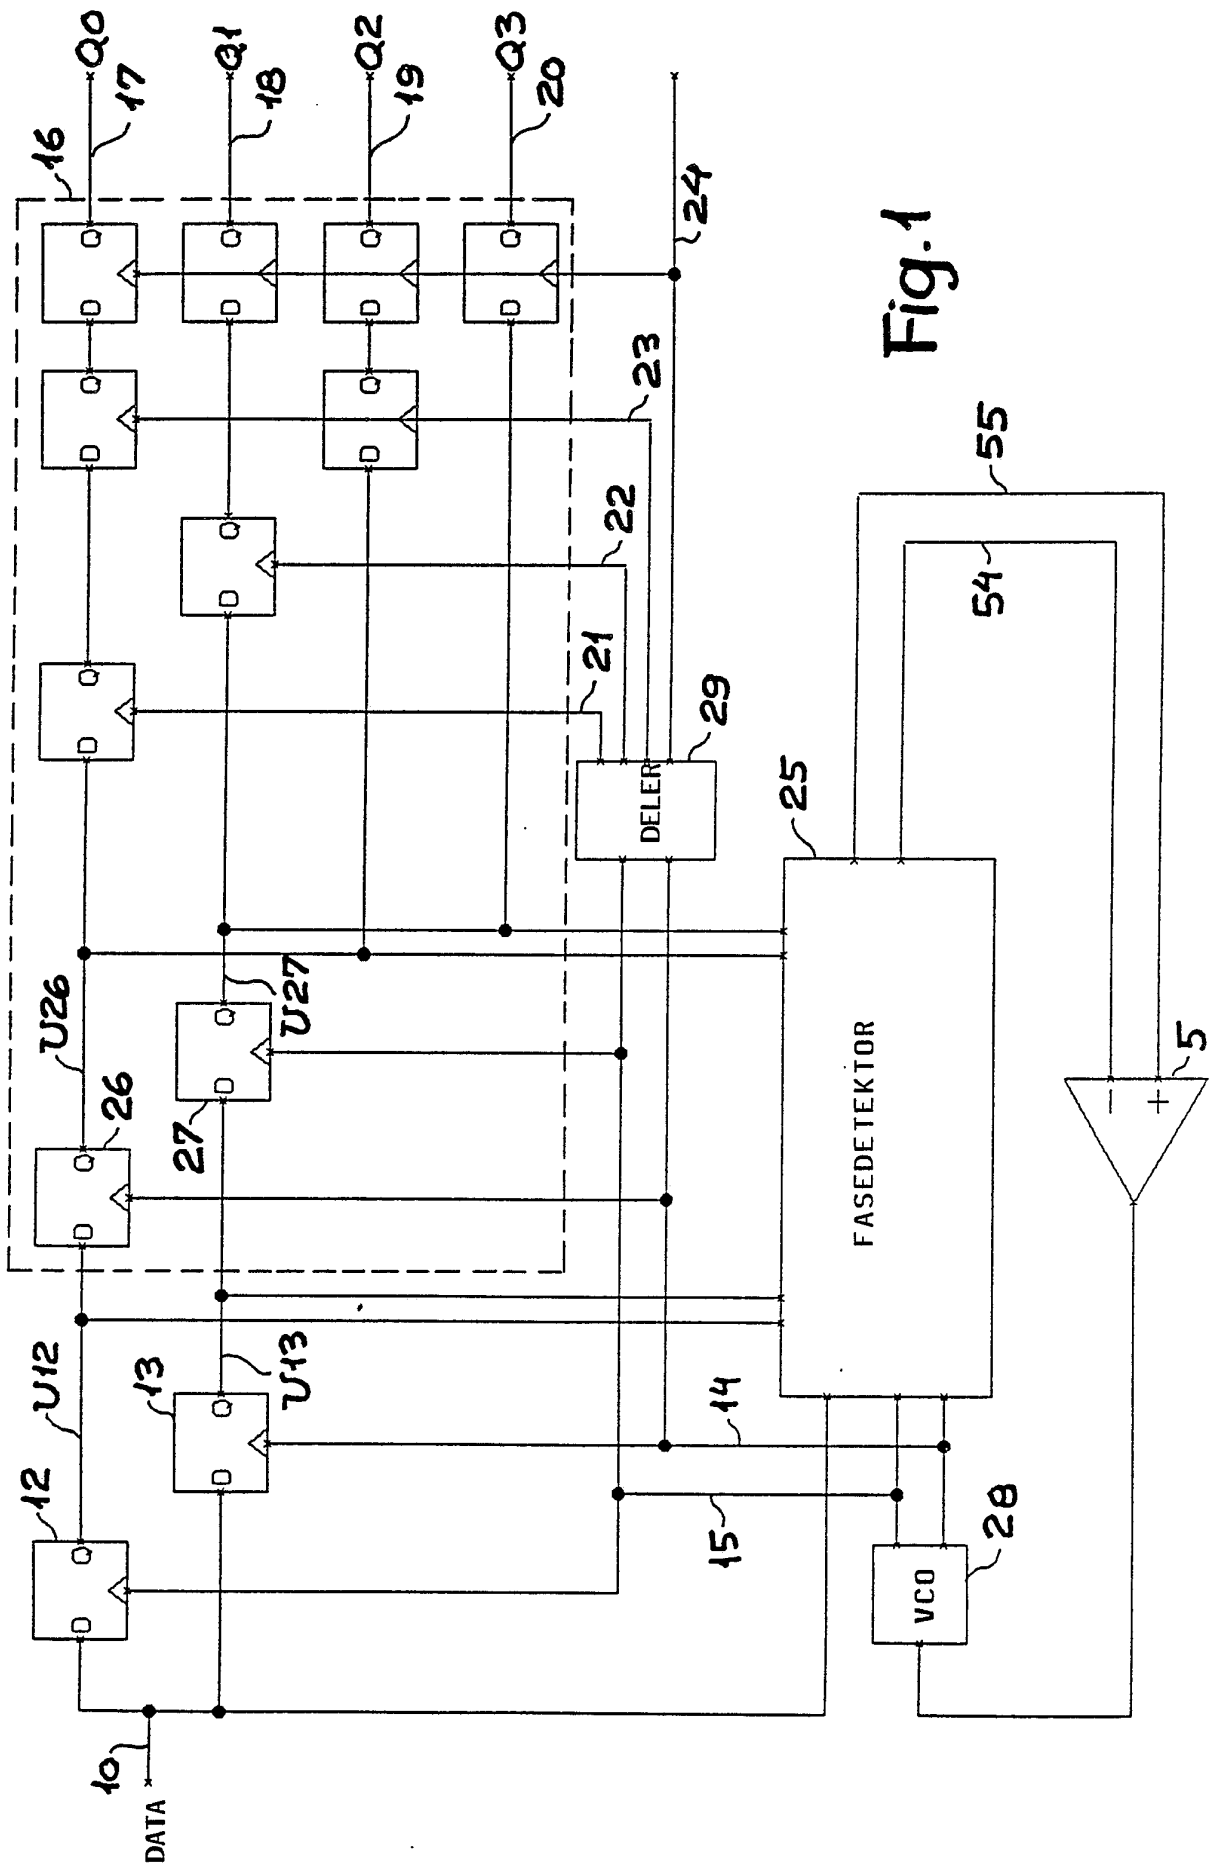 DATA
10
12
D Q
U12
13
D Q
U13
26
D Q
U26
27
D Q
U27
16
D Q
D Q
D Q
Q0
17
D Q
D Q
Q1
18
D Q
D Q
Q2
19
D Q
Q3
20
21
22
23
24
DELER
29
15
14
VCO
28
FASEDETEKTOR
25
54
55
- +
5
Fig.1